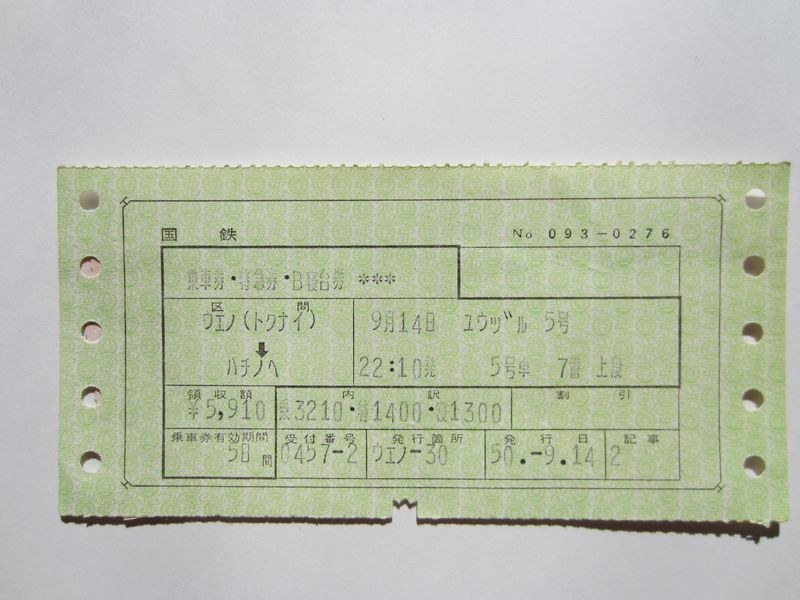 国鉄 No 093-0276
乗車券・特急券・B寝台券 ***
区間
ウエノ(トクナイ) 9月14日 ユウヅル 5号
⬇
ハチノヘ 22:10発 5号車 7番 上段
領収額 内訳 割引
¥5,910 乗3210・特1400・寝1300
乗車券有効期間 受付番号 発行箇所 発行日 記事
5日間 0457-2 ウエノ-30 50.-9.14 2